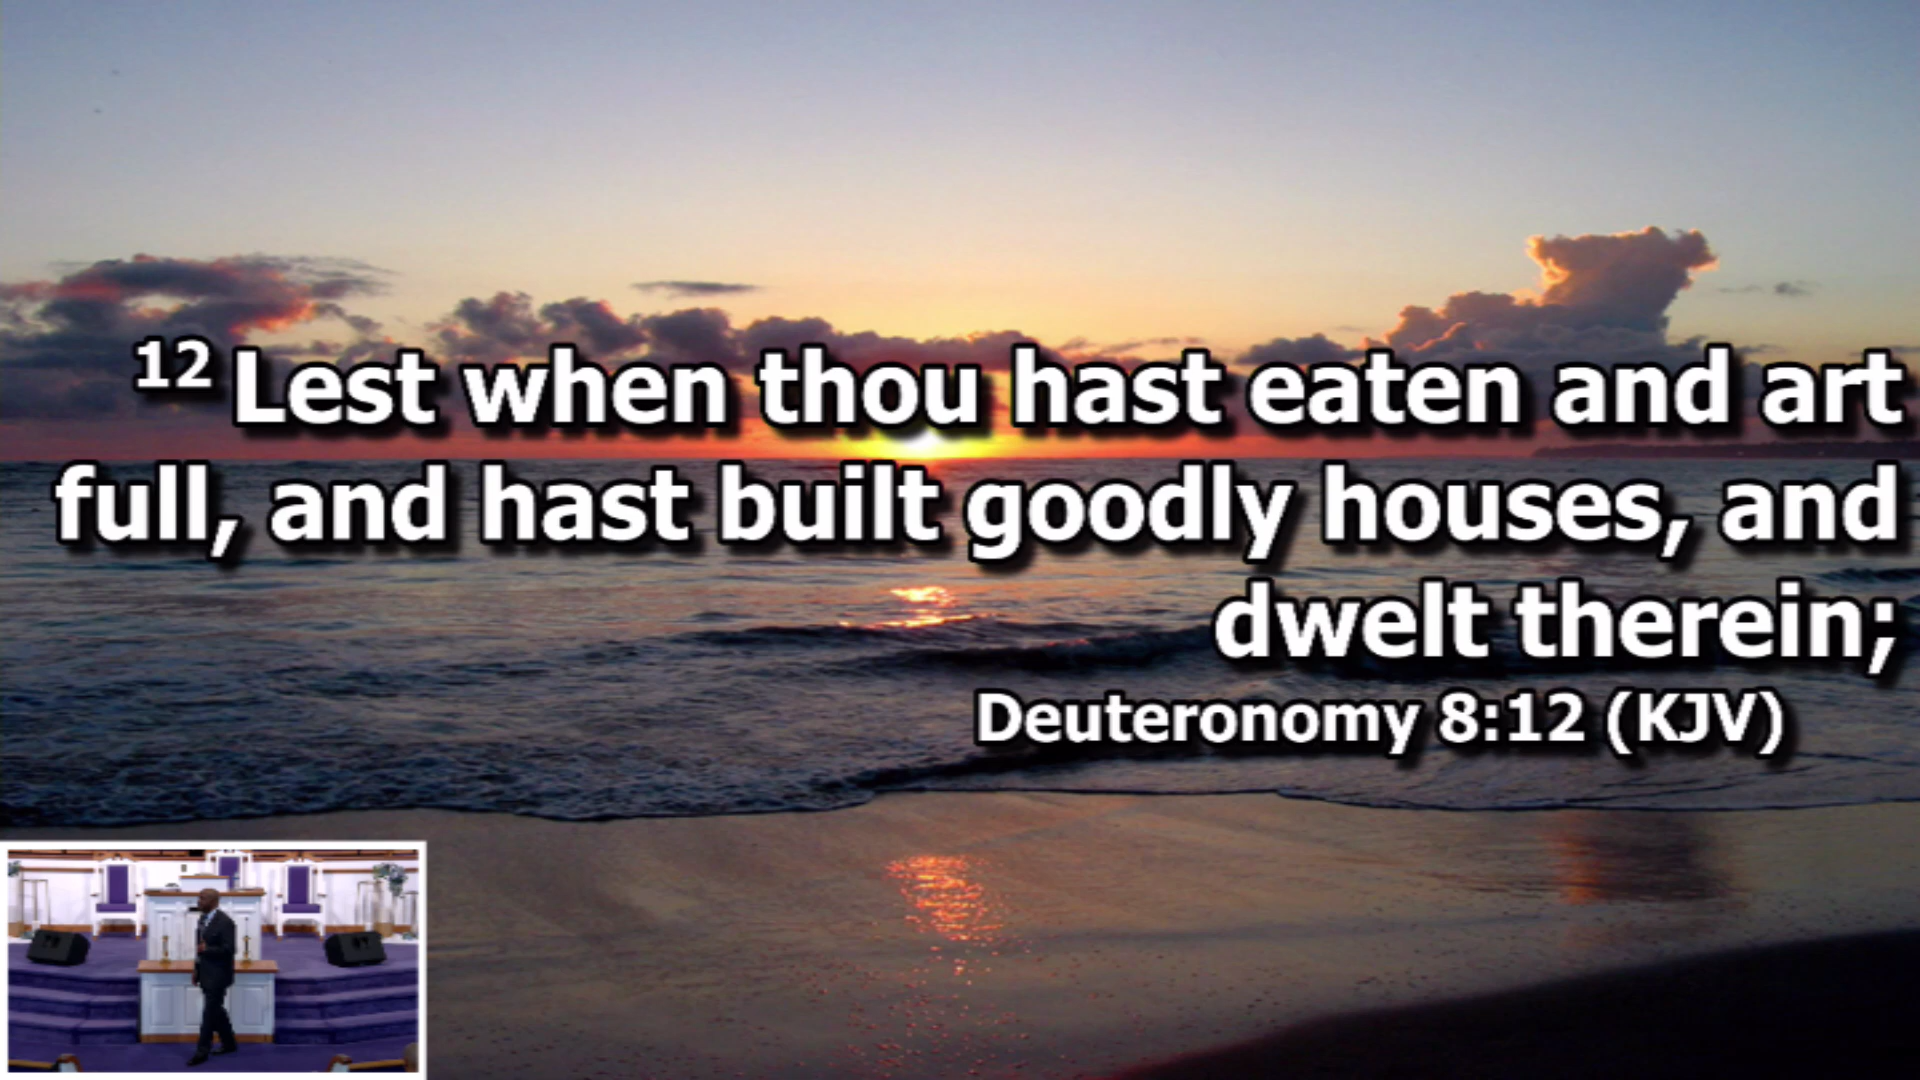 12 Lest when thou hast eaten and art
full, and hast built goodly houses, and
dwelt therein;
Deuteronomy 8:12 (KJV)